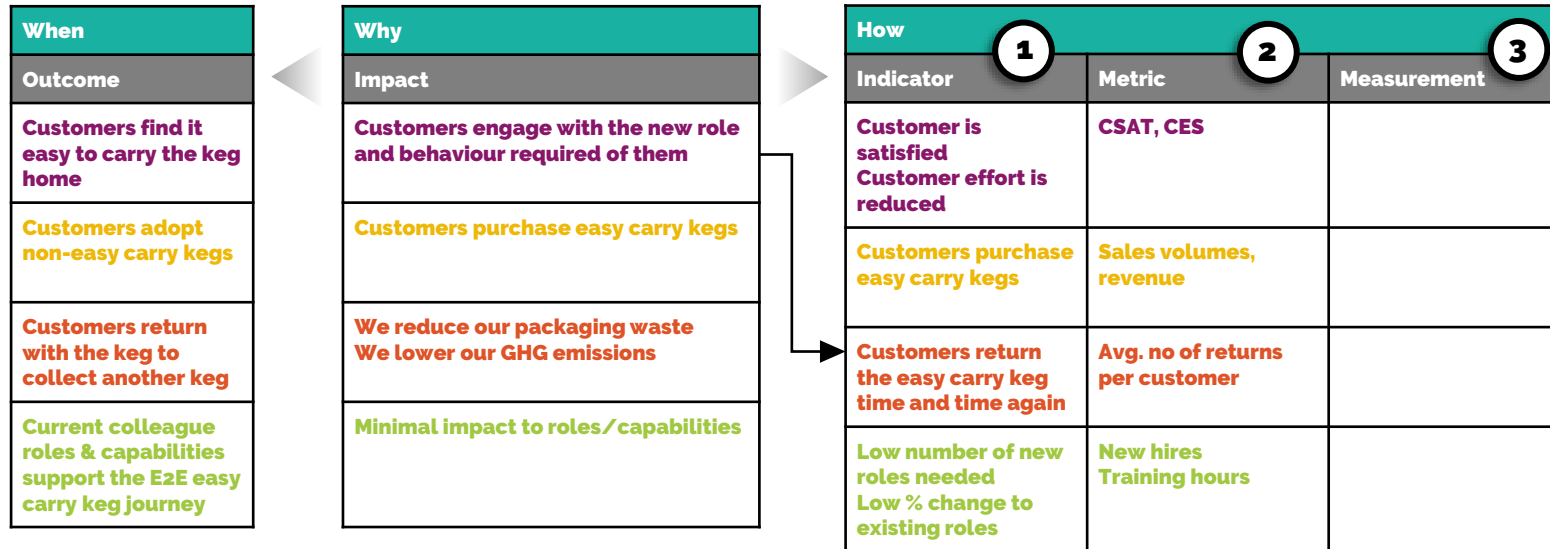 When
Outcome
Customers find it
easy to carry the keg
home
Customers adopt
non-easy carry kegs
Customers return
with the keg to
collect another keg
Current colleague
roles & capabilities
support the E2E easy
carry keg journey
Why
Impact
Customers engage with the new role
and behaviour required of them
Customers purchase easy carry kegs
We reduce our packaging waste
We lower our GHG emissions
Minimal impact to roles/capabilities
How
1
2
3
Indicator
Metric
Measurement
Customer is
satisfied
Customer effort is
reduced
CSAT, CES
Customers purchase
easy carry kegs
Sales volumes,
revenue
Customers return
the easy carry keg
time and time again
Avg. no of returns
per customer
Low number of new
roles needed
Low % change to
existing roles
New hires
Training hours